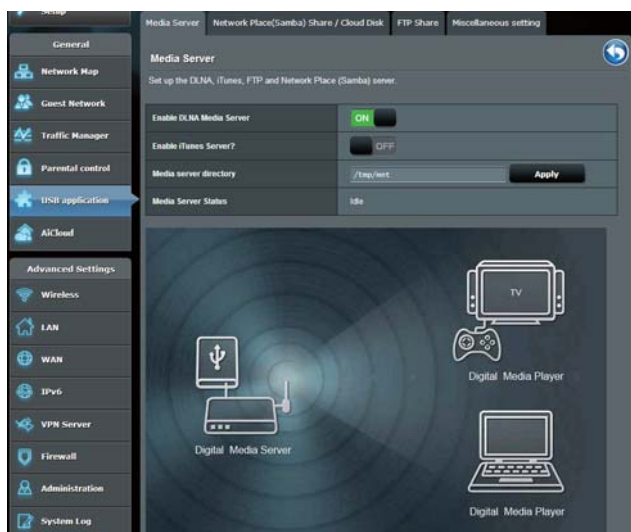 Setup
General
Network Map
Guest Network
Traffic Manager
Parental control
USB application
AiCloud
Advanced Settings
Wireless
LAN
WAN
IPv6
VPN Server
Firewall
Administration
System Log
Media Server
Network Place(Samba) Share / Cloud Disk
FTP Share
Miscellaneous setting
Media Server
Set up the DLNA, iTunes, FTP and Network Place (Samba) server.
Enable DLNA Media Server
ON
Enable iTunes Server?
OFF
Media server directory
/tmp/mnt
Apply
Media Server Status
Idle
TV
Digital Media Player
Digital Media Server
Digital Media Player